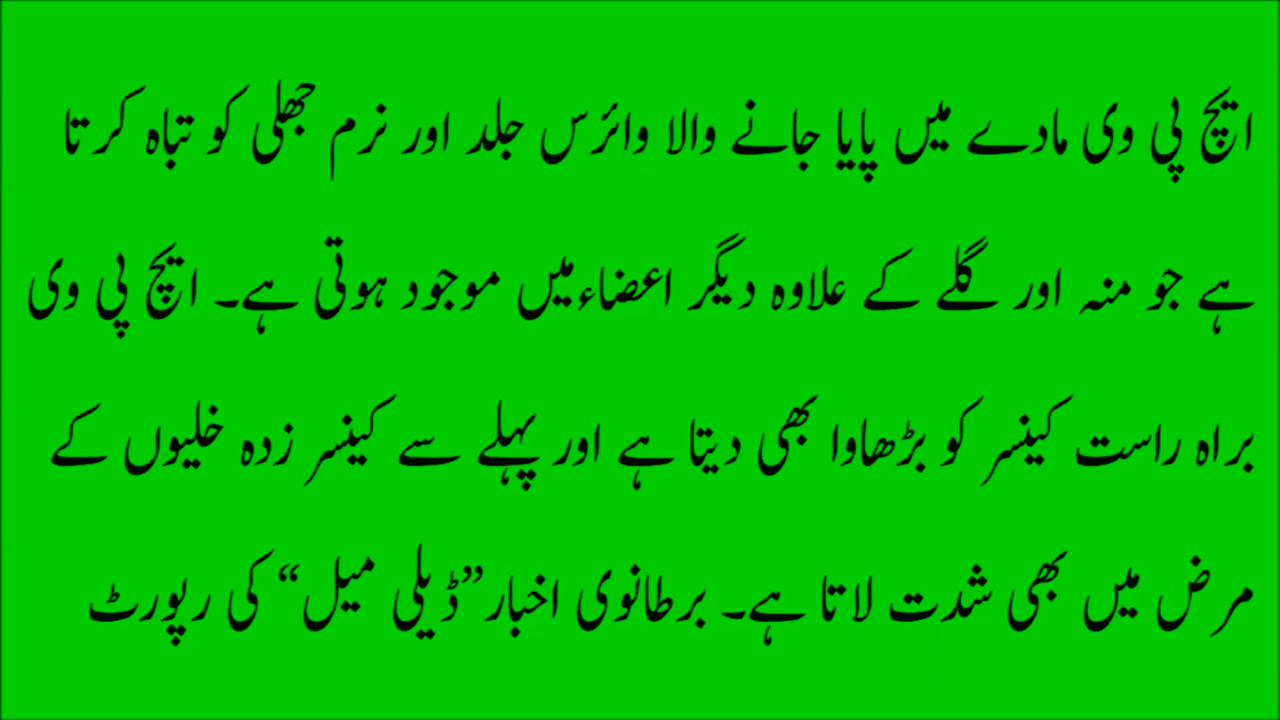 ایچ پی وی مادے میں پایا جانے والا وائرس جلد اور نرم جھلی کو تباہ کرتا
ہے جو منہ اور گلے کے علاوہ دیگر اعضاء میں موجود ہوتی ہے۔ ایچ پی وی
براہ راست کینسر کو بڑھاوا بھی دیتا ہے اور پہلے سے کینسر زدہ خلیوں کے
مرض میں بھی شدت لاتا ہے۔ برطانوی اخبار ”ڈیلی میل“ کی رپورٹ